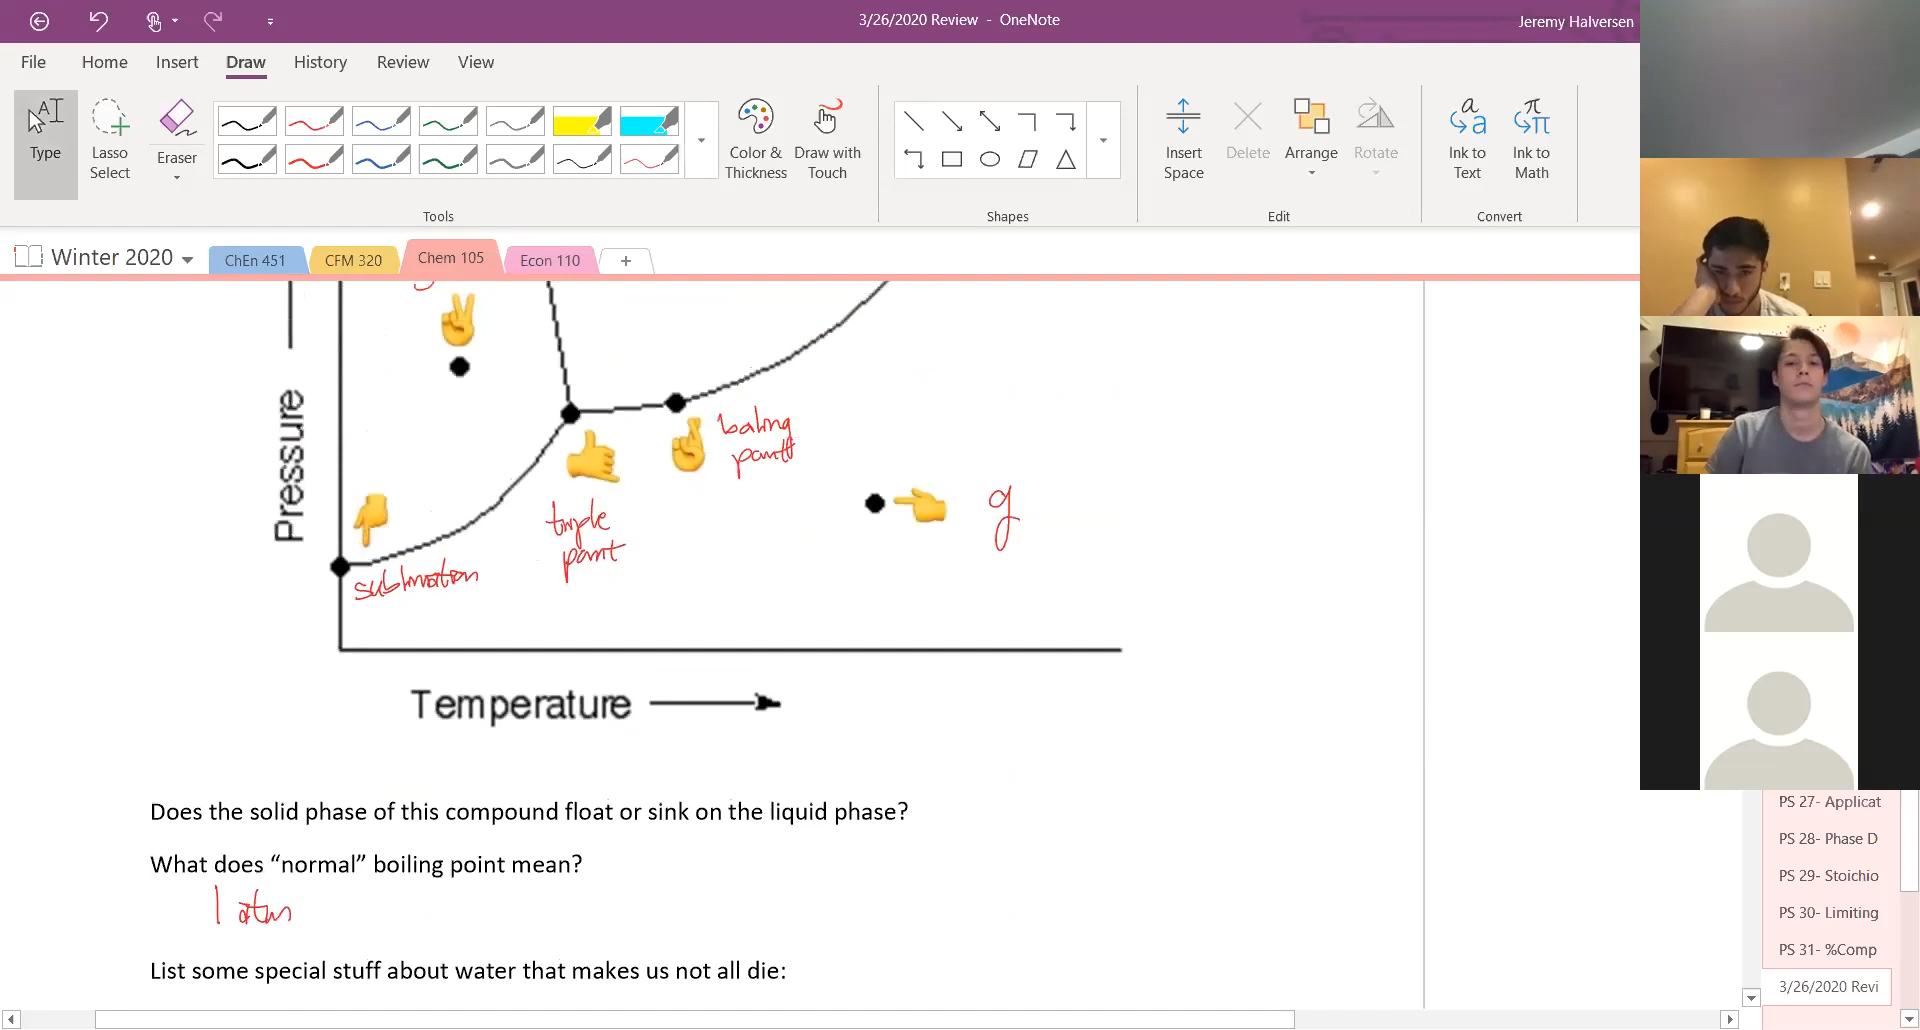 3/26/2020 Review - OneNote
Jeremy Halversen
File Home Insert Draw History Review View
Type
Lasso Select
Eraser
Color & Thickness
Draw with Touch
Insert Space
Delete
Arrange
Rotate
Ink to Text
Ink to Math
Tools
Shapes
Edit
Convert
Winter 2020
ChEn 451
CFM 320
Chem 105
Econ 110
Pressure
boiling
point
g
triple
point
sublimation
Temperature
Does the solid phase of this compound float or sink on the liquid phase?
What does “normal” boiling point mean?
1 atm
List some special stuff about water that makes us not all die:
PS 27- Applicat
PS 28- Phase D
PS 29- Stoichio
PS 30- Limiting
PS 31- %Comp
3/26/2020 Revi